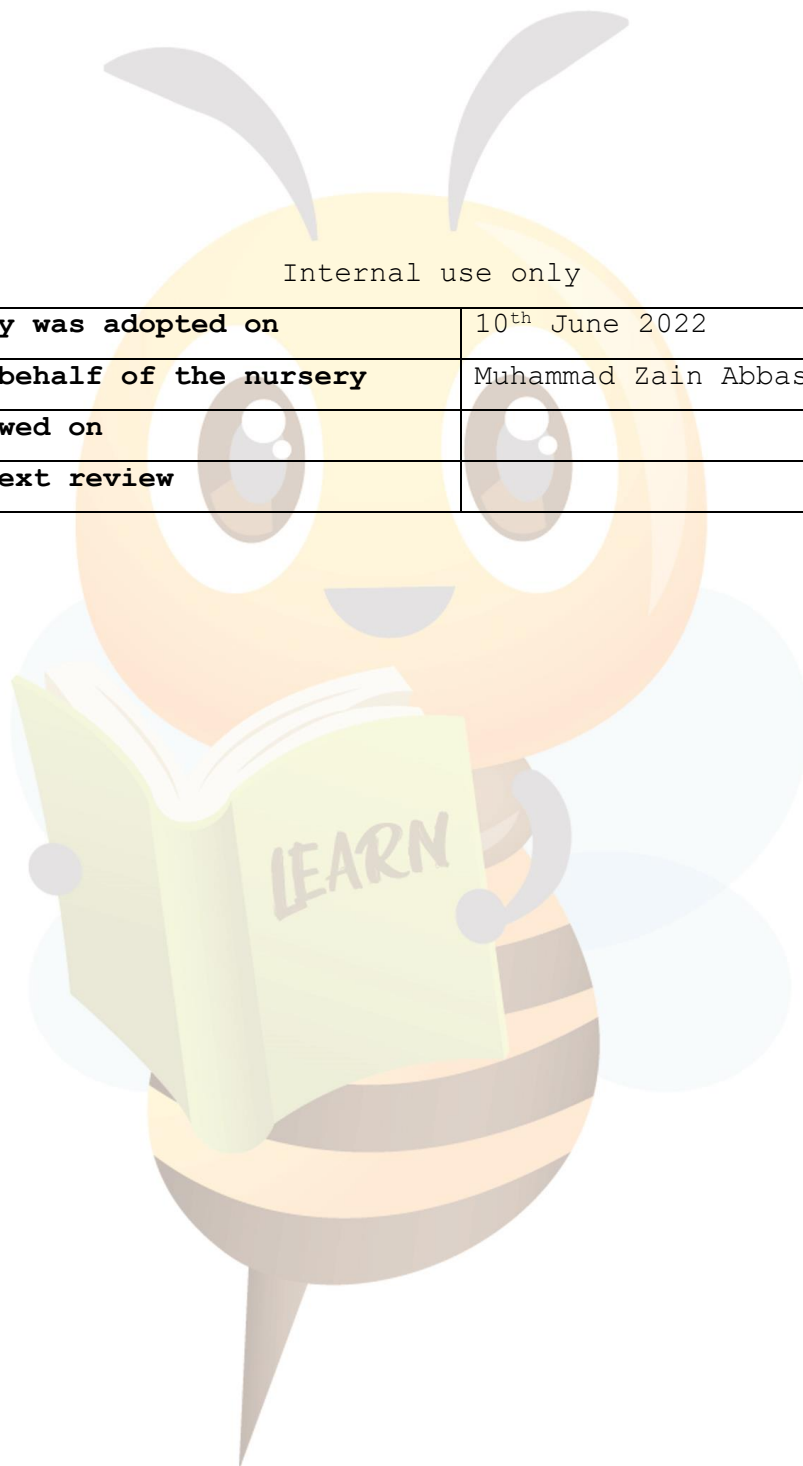 Internal use only
y was adopted on 10th June 2022
behalf of the nursery Muhammad Zain Abbas
wed on
ext review
LEARN